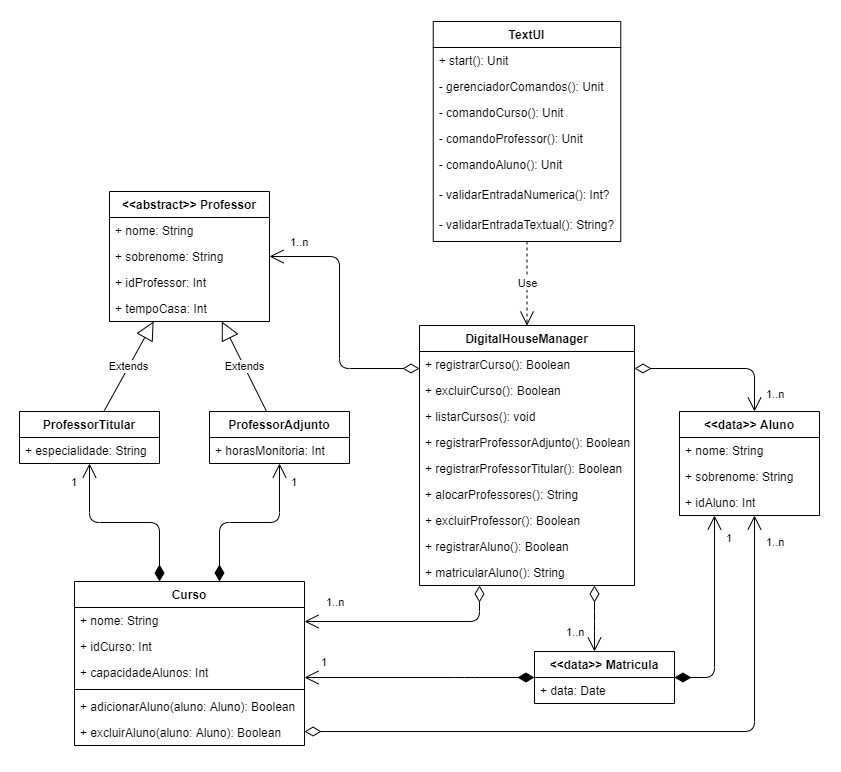 TextUI
+ start(): Unit
- gerenciadorComandos(): Unit
- comandoCurso(): Unit
- comandoProfessor(): Unit
- comandoAluno(): Unit
- validarEntradaNumerica(): Int?
- validarEntradaTextual(): String?
<<abstract>> Professor
+ nome: String
+ sobrenome: String
+ idProfessor: Int
+ tempoCasa: Int
1..n
Use
Extends
Extends
DigitalHouseManager
+ registrarCurso(): Boolean
+ excluirCurso(): Boolean
+ listarCursos(): void
+ registrarProfessorAdjunto(): Boolean
+ registrarProfessorTitular(): Boolean
+ alocarProfessores(): String
+ excluirProfessor(): Boolean
+ registrarAluno(): Boolean
+ matricularAluno(): String
1..n
ProfessorTitular
+ especialidade: String
ProfessorAdjunto
+ horasMonitoria: Int
<<data>> Aluno
+ nome: String
+ sobrenome: String
+ idAluno: Int
1
1
1
1..n
Curso
+ nome: String
+ idCurso: Int
+ capacidadeAlunos: Int
+ adicionarAluno(aluno: Aluno): Boolean
+ excluirAluno(aluno: Aluno): Boolean
1..n
1..n
1
<<data>> Matricula
+ data: Date